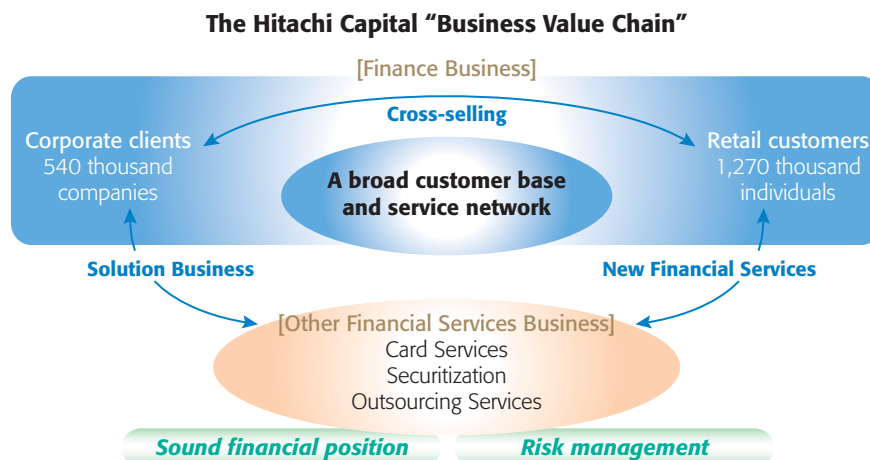 The Hitachi Capital “Business Value Chain”
[Finance Business]
Cross-selling
Corporate clients
540 thousand
companies
Retail customers
1,270 thousand
individuals
A broad customer base
and service network
Solution Business
New Financial Services
[Other Financial Services Business]
Card Services
Securitization
Outsourcing Services
Sound financial position
Risk management